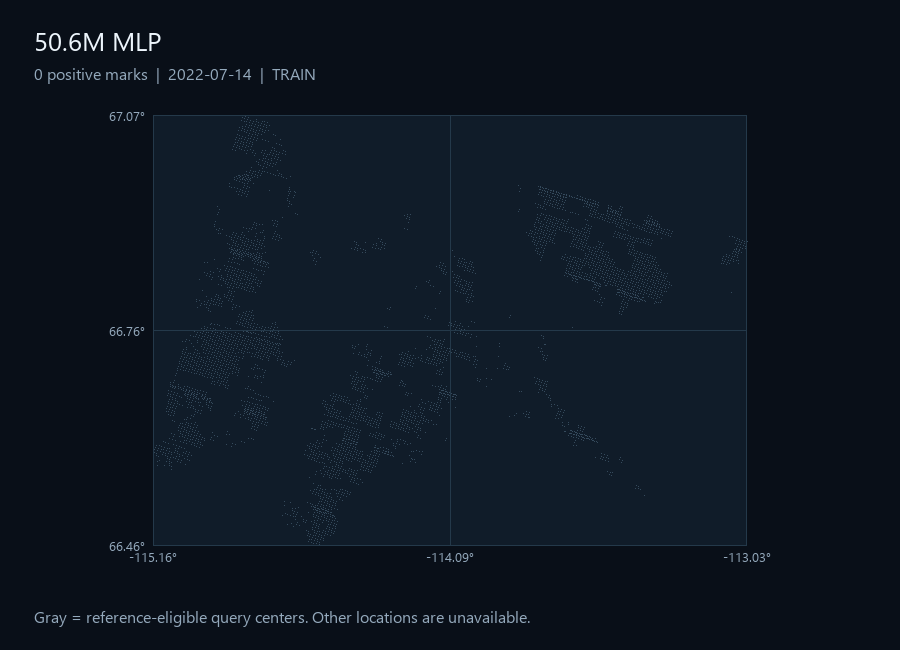 50.6M MLP
0 positive marks | 2022-07-14 | TRAIN
67.07°
66.76°
66.46°
-115.16°
-114.09°
-113.03°
Gray = reference-eligible query centers. Other locations are unavailable.